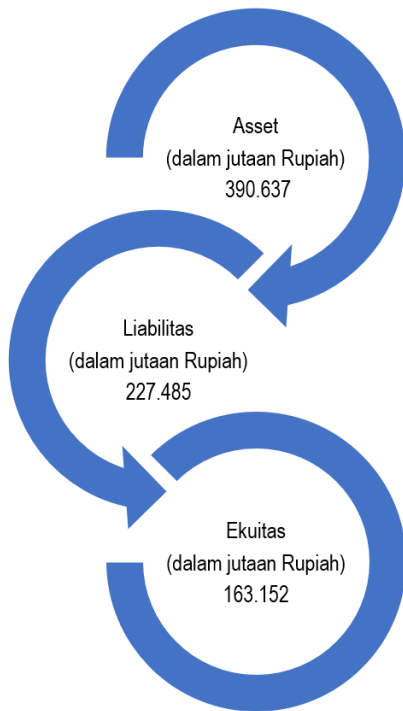 Asset
(dalam jutaan Rupiah)
390.637
Liabilitas
(dalam jutaan Rupiah)
227.485
Ekuitas
(dalam jutaan Rupiah)
163.152